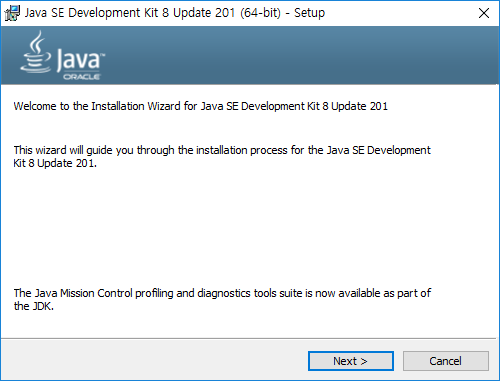 Java SE Development Kit 8 Update 201 (64-bit) - Setup
Java
ORACLE
Welcome to the Installation Wizard for Java SE Development Kit 8 Update 201
This wizard will guide you through the installation process for the Java SE Development
Kit 8 Update 201.
The Java Mission Control profiling and diagnostics tools suite is now available as part of
the JDK.
Next >
Cancel